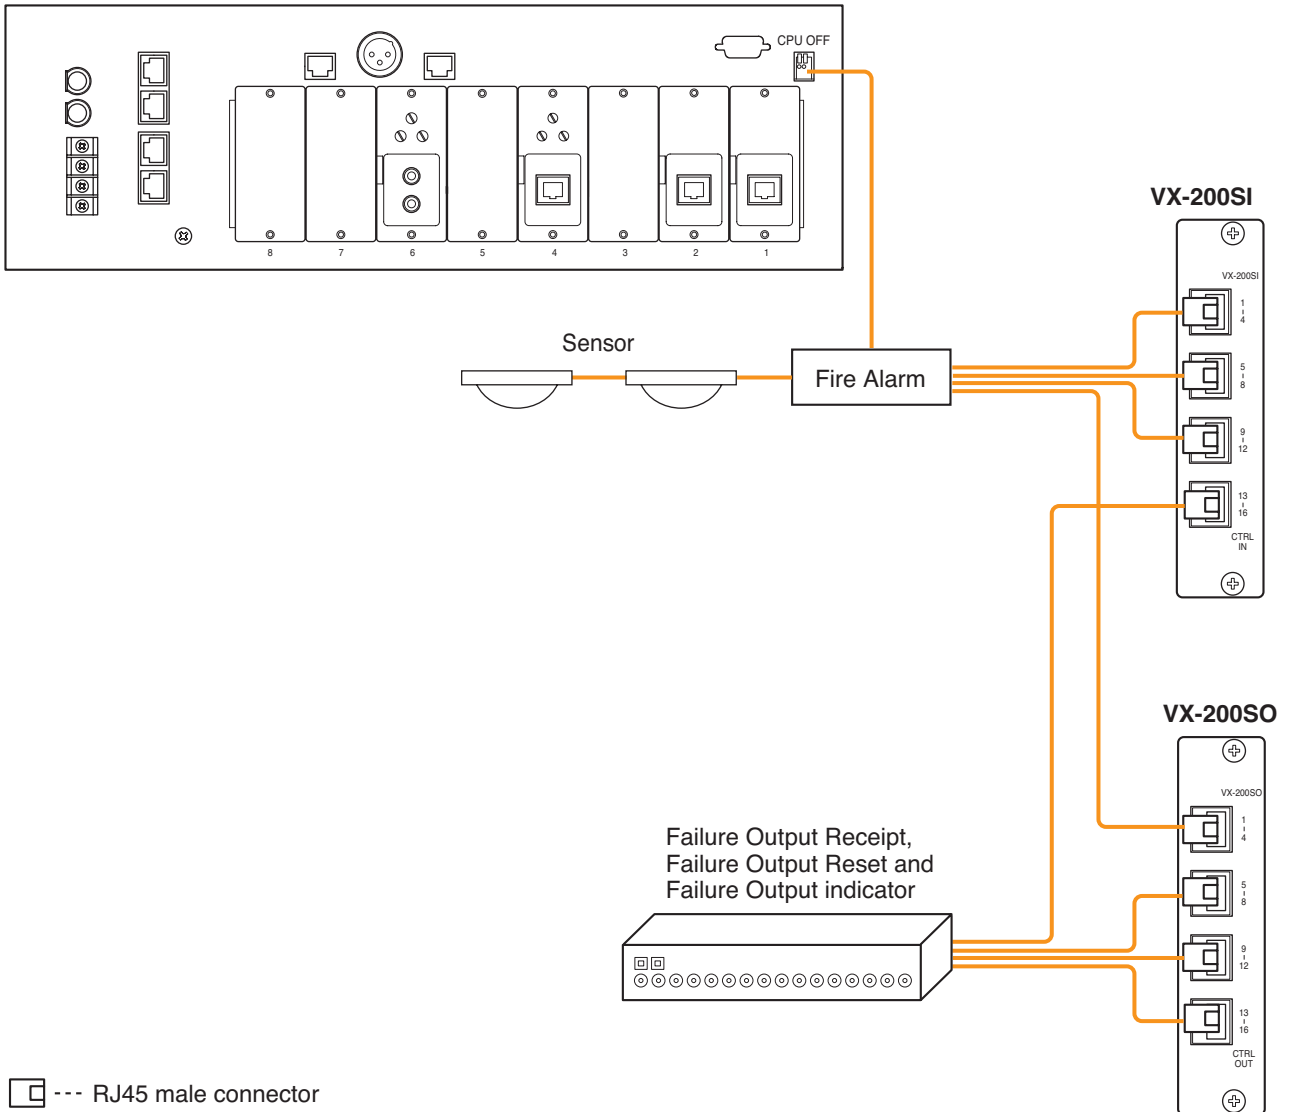 CPU OFF
8 7 6 5 4 3 2 1
VX-200SI
VX-200SI
1
4
5
8
9
12
13
16
CTRL
IN
Sensor
Fire Alarm
VX-200SO
VX-200SO
1
4
5
8
9
12
13
16
CTRL
OUT
Failure Output Receipt,
Failure Output Reset and
Failure Output indicator
--- RJ45 male connector